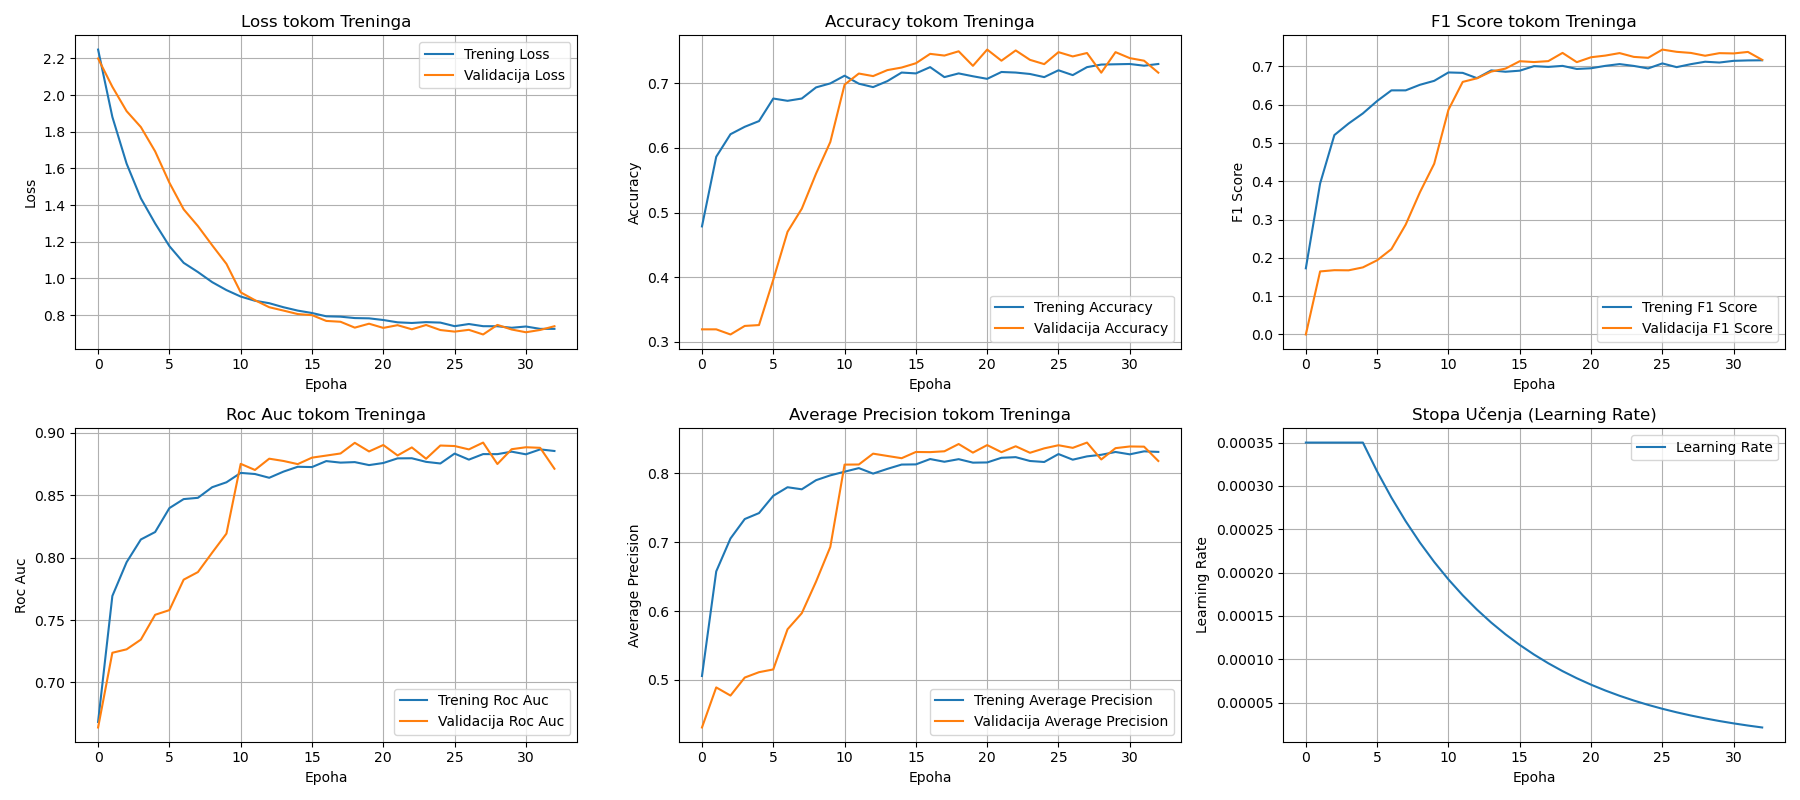 Loss tokom Treninga
Loss
2.2
2.0
1.8
1.6
1.4
1.2
1.0
0.8
Trening Loss
Validacija Loss
0 5 10 15 20 25 30
Epoha
Accuracy tokom Treninga
Accuracy
0.7
0.6
0.5
0.4
0.3
Trening Accuracy
Validacija Accuracy
0 5 10 15 20 25 30
Epoha
F1 Score tokom Treninga
F1 Score
0.7
0.6
0.5
0.4
0.3
0.2
0.1
0.0
Trening F1 Score
Validacija F1 Score
0 5 10 15 20 25 30
Epoha
Roc Auc tokom Treninga
Roc Auc
0.90
0.85
0.80
0.75
0.70
Trening Roc Auc
Validacija Roc Auc
0 5 10 15 20 25 30
Epoha
Average Precision tokom Treninga
Average Precision
0.8
0.7
0.6
0.5
Trening Average Precision
Validacija Average Precision
0 5 10 15 20 25 30
Epoha
Stopa Učenja (Learning Rate)
Learning Rate
0.00035
0.00030
0.00025
0.00020
0.00015
0.00010
0.00005
Learning Rate
0 5 10 15 20 25 30
Epoha